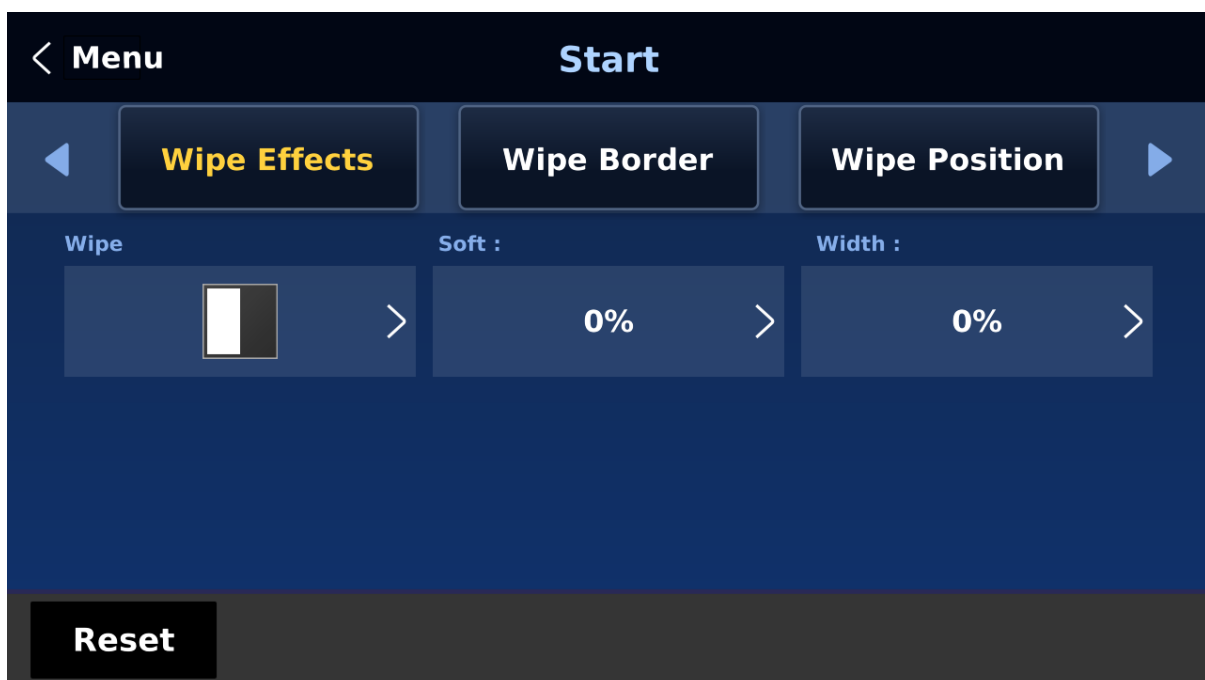 Menu
Start
Wipe Effects
Wipe Border
Wipe Position
Wipe
Soft :
Width :
0%
0%
Reset